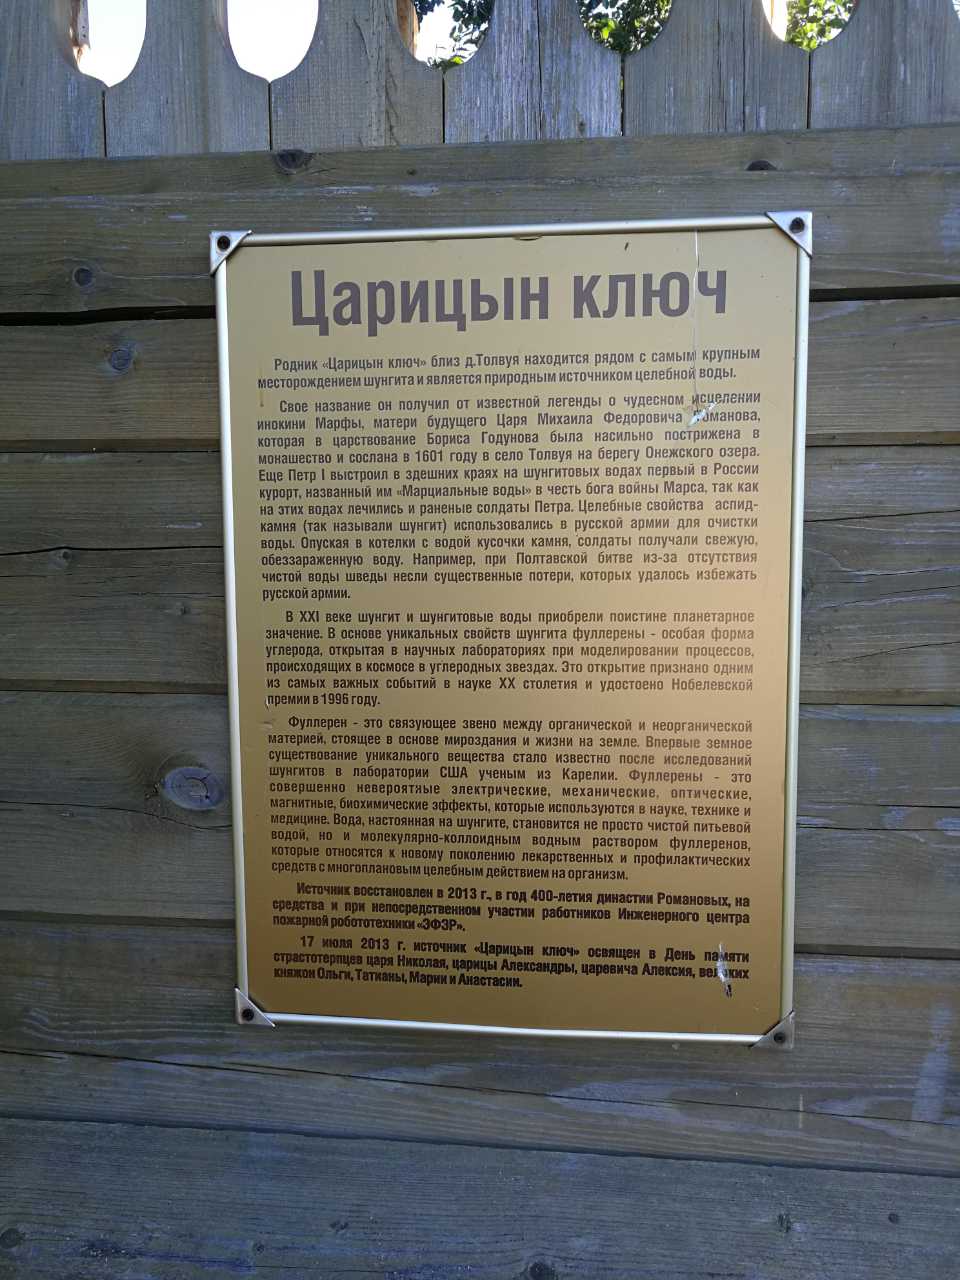 Царицын ключ
Родник «Царицын ключ» близ д.Толвуя находится рядом с самым крупным
месторождением шунгита и является природным источником целебной воды.
Свое название он получил от известной легенды о чудесном исцелении
инокини Марфы, матери будущего Царя Михаила Федоровича Романова,
которая в царствование Бориса Годунова была насильно пострижена в
монашество и сослана в 1601 году в село Толвуя на берегу Онежского озера.
Еще Петр I выстроил в здешних краях на шунгитовых водах первый в России
курорт, названный им «Марциальные воды» в честь бога войны Марса, так как
на этих водах лечились и раненые солдаты Петра. Целебные свойства аспид-
камня (так называли шунгит) использовались в русской армии для очистки
воды. Опуская в котелки с водой кусочки камня, солдаты получали свежую,
обеззараженную воду. Например, при Полтавской битве из-за отсутствия
чистой воды шведы несли существенные потери, которых удалось избежать
русской армии.
В XXI веке шунгит и шунгитовые воды приобрели поистине планетарное
значение. В основе уникальных свойств шунгита фуллерены - особая форма
углерода, открытая в научных лабораториях при моделировании процессов,
происходящих в космосе в углеродных звездах. Это открытие признано одним
из самых важных событий в науке XX столетия и удостоено Нобелевской
премии в 1996 году.
Фуллерен - это связующее звено между органической и неорганической
материей, стоящее в основе мироздания и жизни на земле. Впервые земное
существование уникального вещества стало известно после исследований
шунгитов в лаборатории США ученым из Карелии. Фуллерены - это
совершенно невероятные электрические, механические, оптические,
магнитные, биохимические эффекты, которые используются в науке, технике и
медицине. Вода, настоянная на шунгите, становится не просто чистой питьевой
водой, но и молекулярно-коллоидным водным раствором фуллеренов,
которые относятся к новому поколению лекарственных и профилактических
средств с многоплановым целебным действием на организм.
Источник восстановлен в 2013 г., в год 400-летия династии Романовых, на
средства и при непосредственном участии работников Инженерного центра
пожарной робототехники «ЭФЭР».
17 июля 2013 г. источник «Царицын ключ» освящен в День памяти
страстотерпцев царя Николая, царицы Александры, царевича Алексия, великих
княжон Ольги, Татианы, Марии и Анастасии.